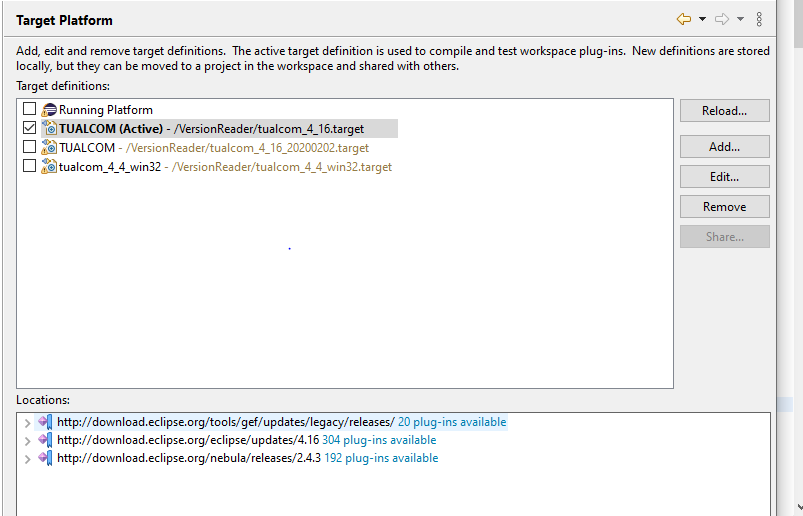 Target Platform
Add, edit and remove target definitions.  The active target definition is used to compile and test workspace plug-ins.  New definitions are stored
locally, but they can be moved to a project in the workspace and shared with others.
Target definitions:
Running Platform
TUALCOM (Active) - /VersionReader/tualcom_4_16.target
TUALCOM - /VersionReader/tualcom_4_16_20200202.target
tualcom_4_4_win32 - /VersionReader/tualcom_4_4_win32.target
Reload...
Add...
Edit...
Remove
Share...
Locations:
http://download.eclipse.org/tools/gef/updates/legacy/releases/ 20 plug-ins available
http://download.eclipse.org/eclipse/updates/4.16 304 plug-ins available
http://download.eclipse.org/nebula/releases/2.4.3 192 plug-ins available